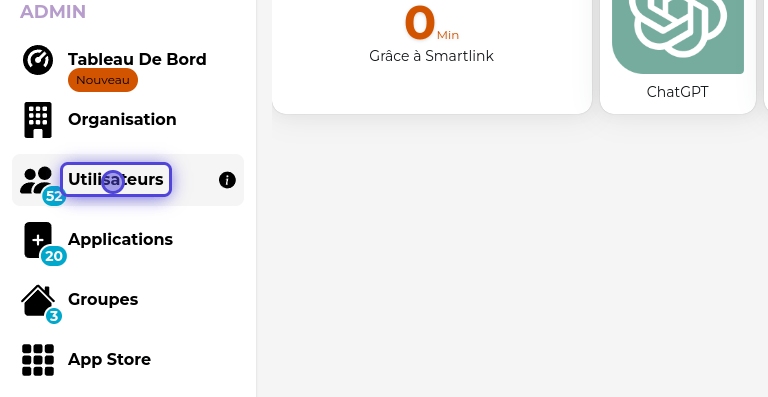 ADMIN
Tableau De Bord
Nouveau
Organisation
Utilisateurs
52
Applications
20
Groupes
3
App Store
0 Min
Grâce à Smartlink
ChatGPT